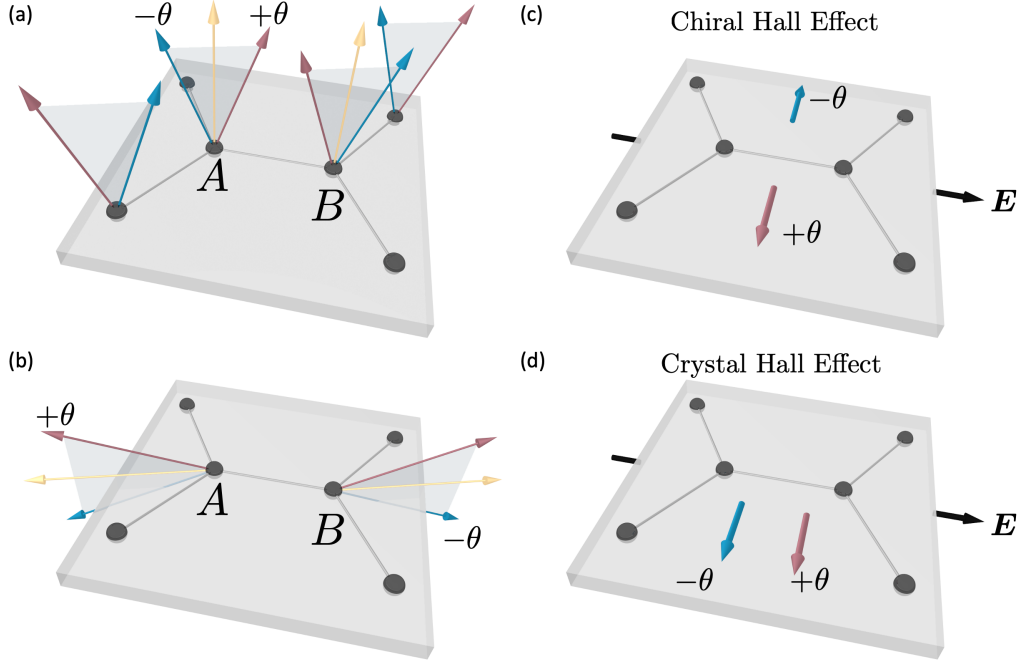 (a)
−θ
+θ
A
B
(c)
Chiral Hall Effect
−θ
+θ
E
(b)
+θ
A
B
−θ
(d)
Crystal Hall Effect
−θ
+θ
E